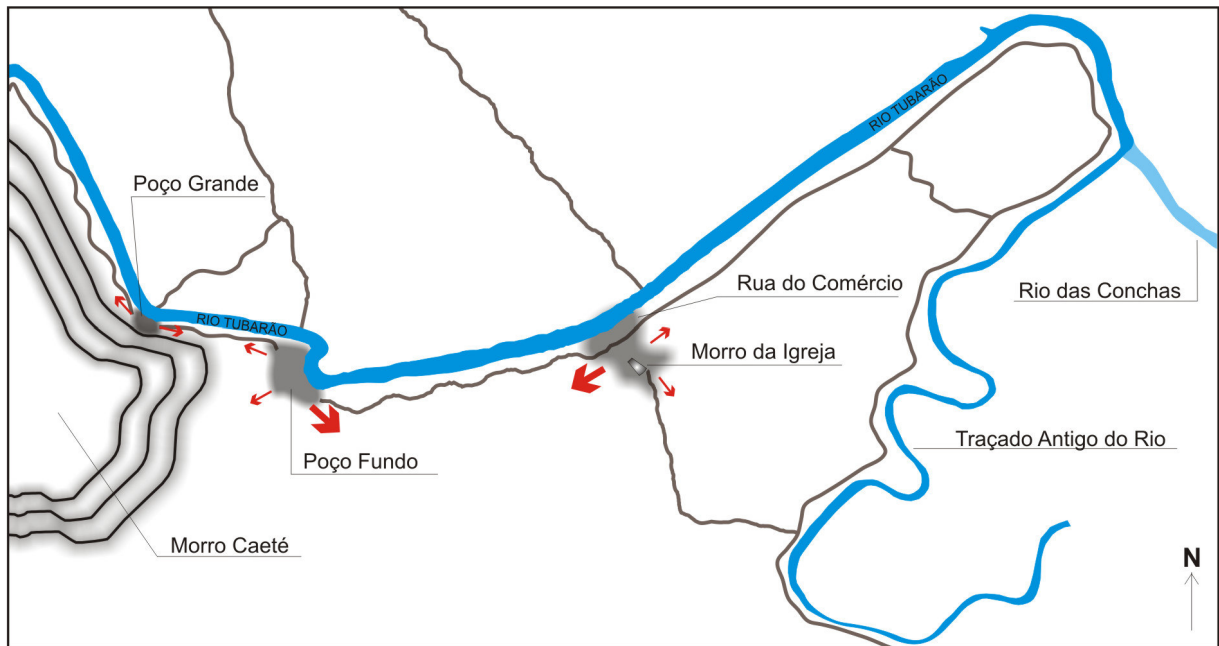 RIO TUBARÃO
Poço Grande
Rua do Comércio
Rio das Conchas
RIO TUBARÃO
Morro da Igreja
Traçado Antigo do Rio
Poço Fundo
Morro Caeté
N